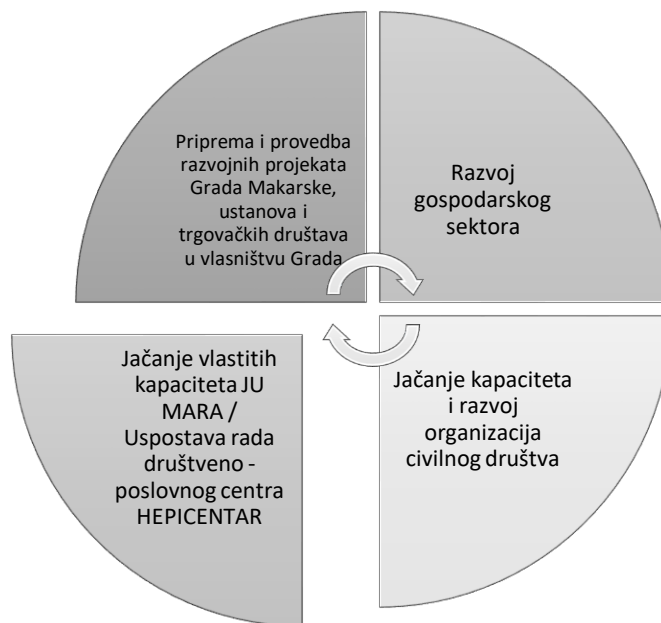 Priprema i provedba
razvojnih projekata
Grada Makarske,
ustanova i
trgovačkih društava
u vlasništvu Grada
Razvoj
gospodarskog
sektora
Jačanje vlastitih
kapaciteta JU
MARA /
Uspostava rada
društveno -
poslovnog centra
HEPICENTAR
Jačanje kapaciteta
i razvoj
organizacija
civilnog društva